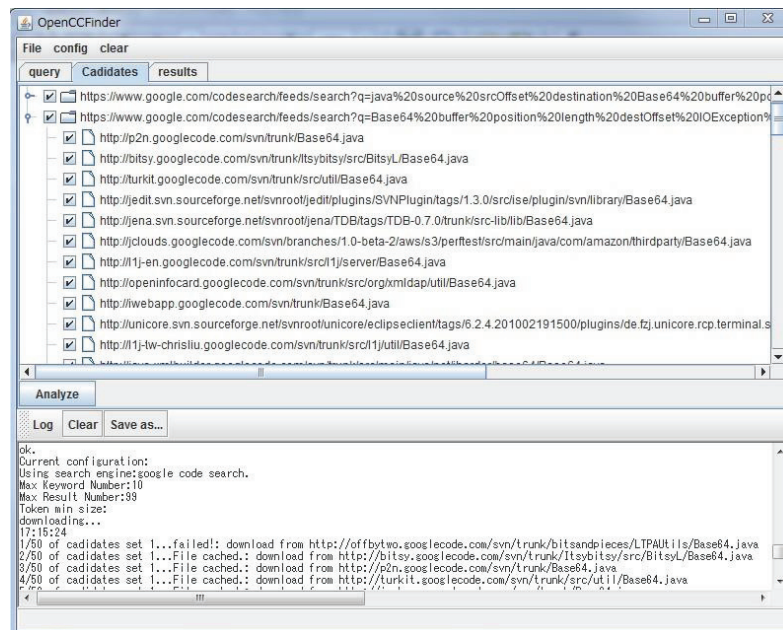 OpenCCFinder
File config clear
query Cadidates results
https://www.google.com/codesearch/feeds/search?q=java%20source%20srcOffset%20destination%20Base64%20buffer%20po
https://www.google.com/codesearch/feeds/search?q=Base64%20buffer%20position%20length%20destOffset%20IOException%
http://p2n.googlecode.com/svn/trunk/Base64.java
http://bitsy.googlecode.com/svn/trunk/Itsybitsy/src/BitsyL/Base64.java
http://turkit.googlecode.com/svn/trunk/src/util/Base64.java
http://jedit.svn.sourceforge.net/svnroot/jedit/plugins/SVNPlugin/tags/1.3.0/src/ise/plugin/svn/library/Base64.java
http://jena.svn.sourceforge.net/svnroot/jena/TDB/tags/TDB-0.7.0/trunk/src-lib/lib/Base64.java
http://jclouds.googlecode.com/svn/branches/1.0-beta-2/aws/s3/perftest/src/main/java/com/amazon/thirdparty/Base64.java
http://l1j-en.googlecode.com/svn/trunk/src/l1j/server/Base64.java
http://openinfocard.googlecode.com/svn/trunk/src/org/xmldap/util/Base64.java
http://iwebapp.googlecode.com/svn/trunk/Base64.java
http://unicore.svn.sourceforge.net/svnroot/unicore/eclipseclient/tags/6.2.4.201002191500/plugins/de.fzj.unicore.rcp.terminal.s
http://l1j-tw-chrisliu.googlecode.com/svn/trunk/src/l1j/util/Base64.java
Analyze
Log Clear Save as...
ok.
Current configuration:
Using search engine:google code search.
Max Keyword Number:10
Max Result Number:99
Token min size:
downloading...
17:15:24
1/50 of cadidates set 1...failed!: download from http://offbytwo.googlecode.com/svn/trunk/bitsandpieces/LTPAUtils/Base64.java
2/50 of cadidates set 1...File cached.: download from http://bitsy.googlecode.com/svn/trunk/Itsybitsy/src/BitsyL/Base64.java
3/50 of cadidates set 1...File cached.: download from http://p2n.googlecode.com/svn/trunk/Base64.java
4/50 of cadidates set 1...File cached.: download from http://turkit.googlecode.com/svn/trunk/src/util/Base64.java